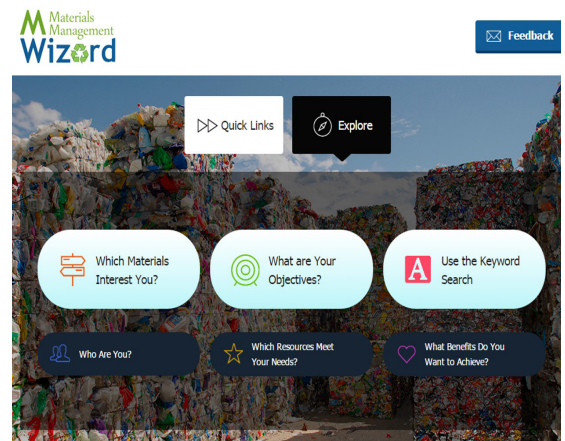 Materials
Management
Wizard
Feedback
Quick Links
Explore
Which Materials
Interest You?
What are Your
Objectives?
A
Use the Keyword
Search
Who Are You?
Which Resources Meet
Your Needs?
What Benefits Do You
Want to Achieve?